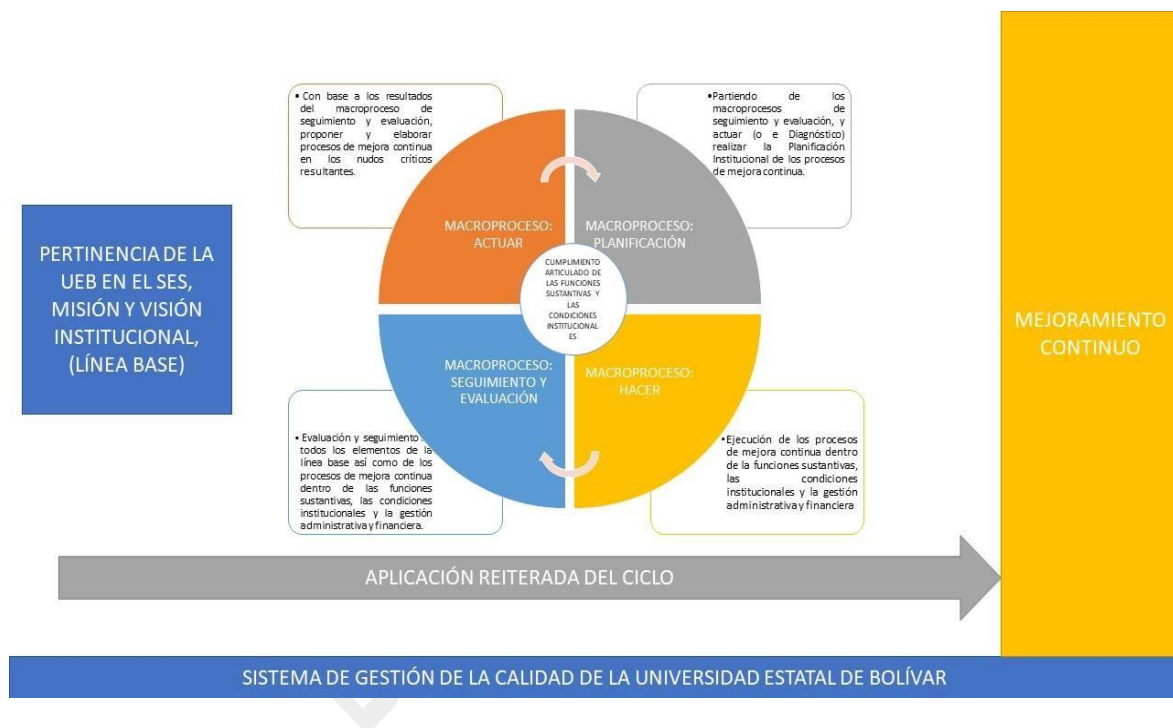 • Con base a los resultados
del macroproceso de
seguimiento y evaluación,
proponer y elaborar
procesos de mejora continua
en los nudos críticos
resultantes.
•Partiendo de los
macroprocesos de
seguimiento y evaluación, y
actuar (o e Diagnóstico)
realizar la Planificación
Institucional de los procesos
de mejora continua.
PERTINENCIA DE LA
UEB EN EL SES,
MISIÓN Y VISIÓN
INSTITUCIONAL,
(LÍNEA BASE)
MACROPROCESO:
ACTUAR
MACROPROCESO:
PLANIFICACIÓN
CUMPLIMIENTO
ARTICULADO DE
LAS FUNCIONES
SUSTANTIVAS Y
LAS
CONDICIONES
INSTITUCIONAL
ES
MACROPROCESO:
SEGUIMIENTO Y
EVALUACIÓN
MACROPROCESO:
HACER
MEJORAMIENTO
CONTINUO
• Evaluación y seguimiento
todos los elementos de la
línea base así como de los
procesos de mejora continua
dentro de las funciones
sustantivas, las condiciones
institucionales y la gestión
administrativa y financiera.
•Ejecución de los procesos
de mejora continua dentro
de la funciones sustantivas,
las condiciones
institucionales y la gestión
administrativa y financiera
APLICACIÓN REITERADA DEL CICLO
SISTEMA DE GESTIÓN DE LA CALIDAD DE LA UNIVERSIDAD ESTATAL DE BOLÍVAR